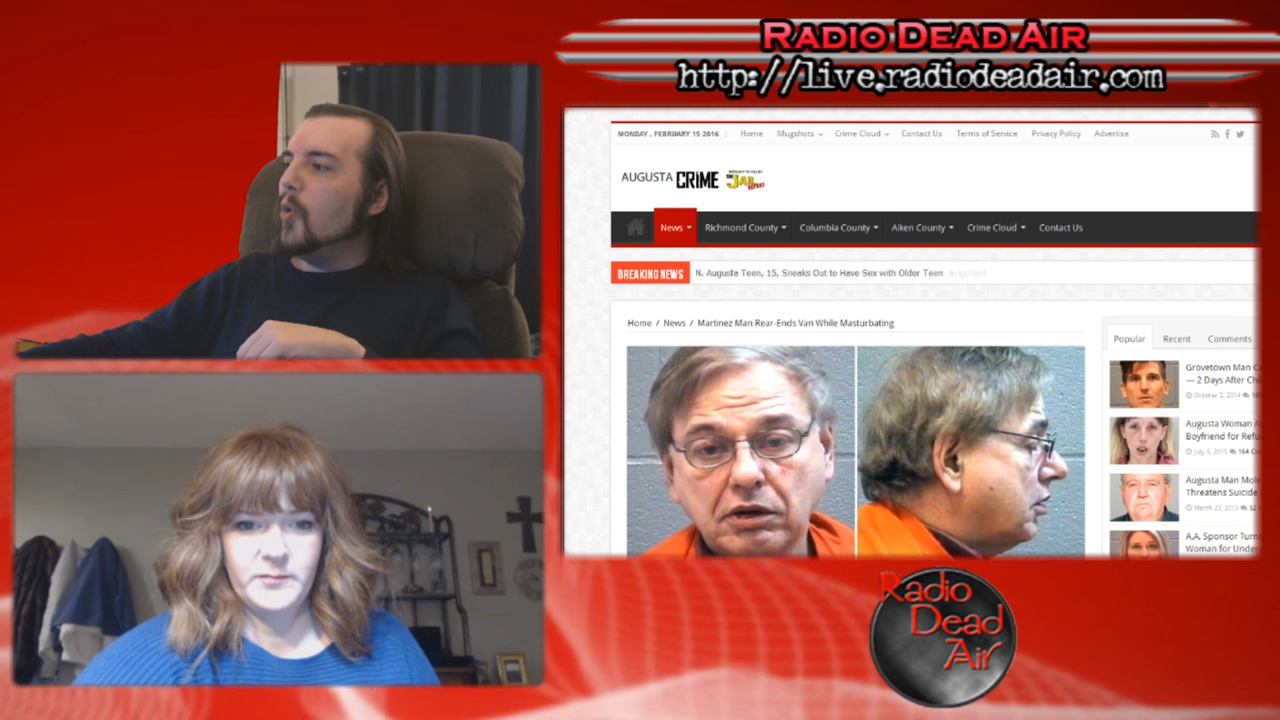 RADIO DEAD AIR
http://live.radiodeadair.com
MONDAY , FEBRUARY 15 2016 Home Mugshots Crime Cloud Contact Us Terms of Service Privacy Policy Advertise
AUGUSTA CRIME JAIL
News Richmond County Columbia County Aiken County Crime Cloud Contact Us
BREAKING NEWS N. Augusta Teen, 15, Sneaks Out to Have Sex with Older Teen
Home / News / Martinez Man Rear-Ends Van While Masturbating
Popular Recent Comments
Grovetown Man
— 2 Days After
October 2, 2014
Augusta Woman
Boyfriend for
July 5, 2015 164
Augusta Man
Threatens Suicide
March 23, 2013 52
A.A. Sponsor
Woman for
Radio
Dead
Air